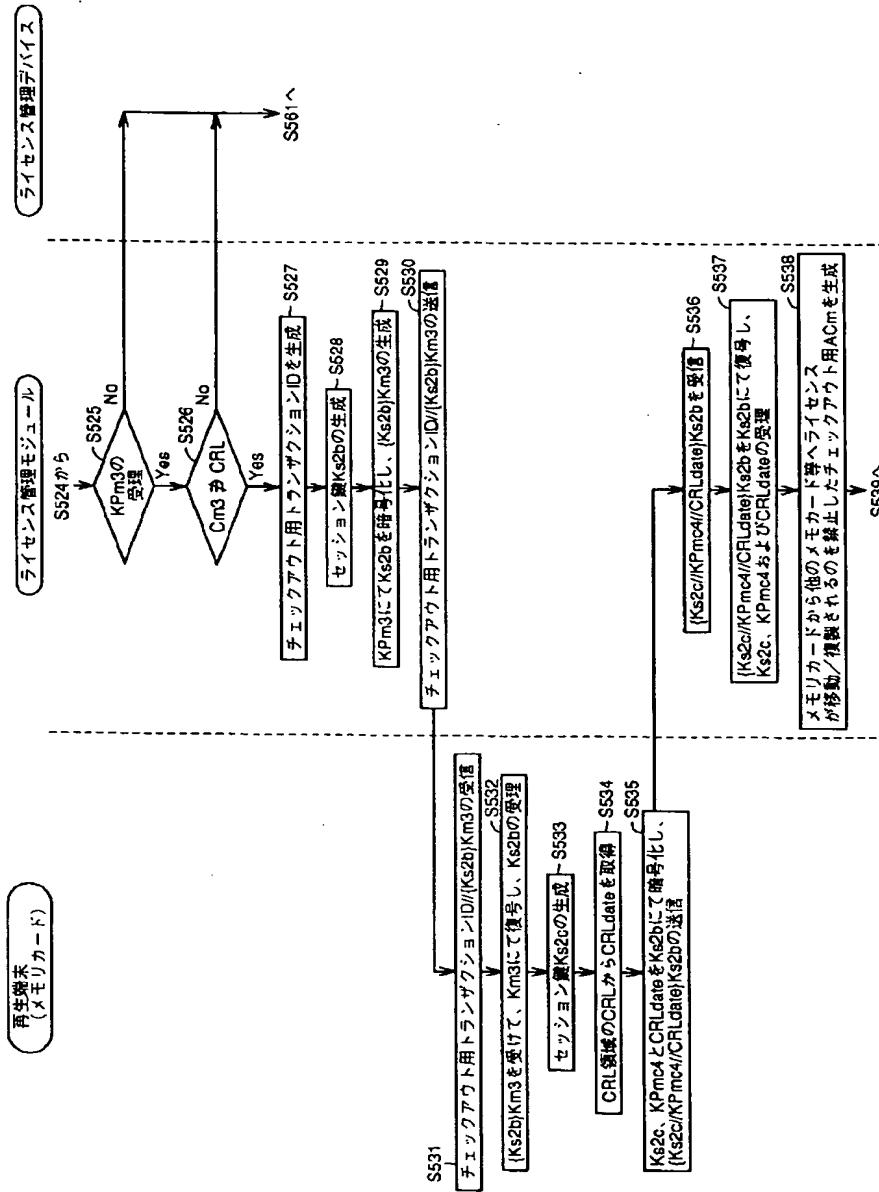 再生端末
(メモリカード)
ライセンス管理モジュール
ライセンス管理デバイス
S524から
KPm3の
受理
S525
No
Yes
Cm3 ∌ CRL
S526
No
Yes
S561へ
チェックアウト用トランザクションIDを生成
S527
セッション鍵Ks2bの生成
S528
KPm3にてKs2bを暗号化し、{Ks2b}Km3の生成
S529
チェックアウト用トランザクションID//{Ks2b}Km3の送信
S530
S531
チェックアウト用トランザクションID//{Ks2b}Km3の受信
{Ks2b}Km3を受けて、Km3にて復号し、Ks2bの受理
S532
セッション鍵Ks2cの生成
S533
CRL領域のCRLからCRLdateを取得
S534
Ks2c、KPmc4とCRLdateをKs2bにて暗号化し、
{Ks2c//KPmc4//CRLdate}Ks2bの送信
S535
{Ks2c//KPmc4//CRLdate}Ks2bを受信
S536
{Ks2c//KPmc4//CRLdate}Ks2bをKs2bにて復号し、
Ks2c、KPmc4およびCRLdateの受理
S537
メモリカードから他のメモカード等へライセンス
が移動/複製されるのを禁止したチェックアウト用ACmを生成
S538
S539へ